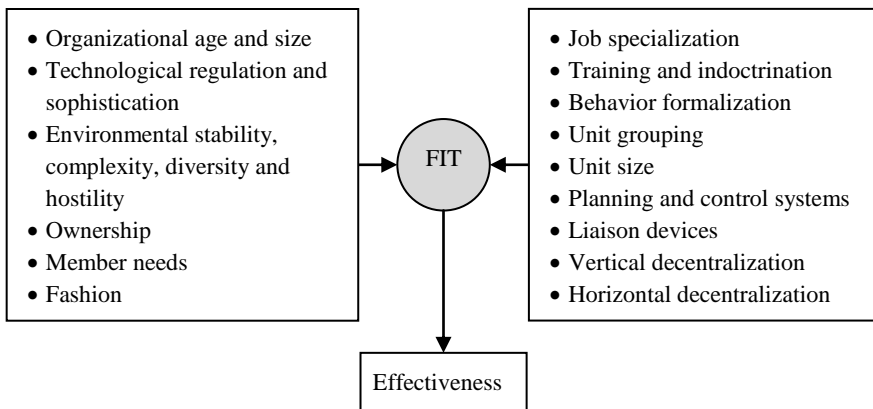 • Organizational age and size
• Technological regulation and
sophistication
• Environmental stability,
complexity, diversity and
hostility
• Ownership
• Member needs
• Fashion
FIT
• Job specialization
• Training and indoctrination
• Behavior formalization
• Unit grouping
• Unit size
• Planning and control systems
• Liaison devices
• Vertical decentralization
• Horizontal decentralization
Effectiveness